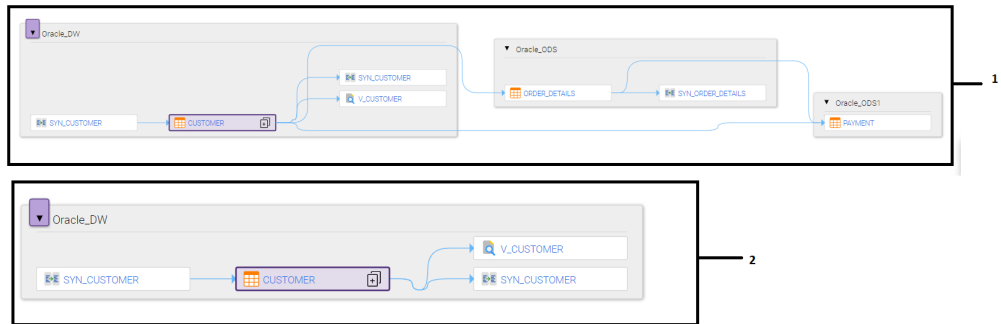 Oracle_DW
SYN_CUSTOMER
V_CUSTOMER
SYN_CUSTOMER
CUSTOMER
Oracle_ODS
ORDER_DETAILS
SYN_ORDER_DETAILS
Oracle_ODS1
PAYMENT
1
Oracle_DW
V_CUSTOMER
SYN_CUSTOMER
CUSTOMER
SYN_CUSTOMER
2